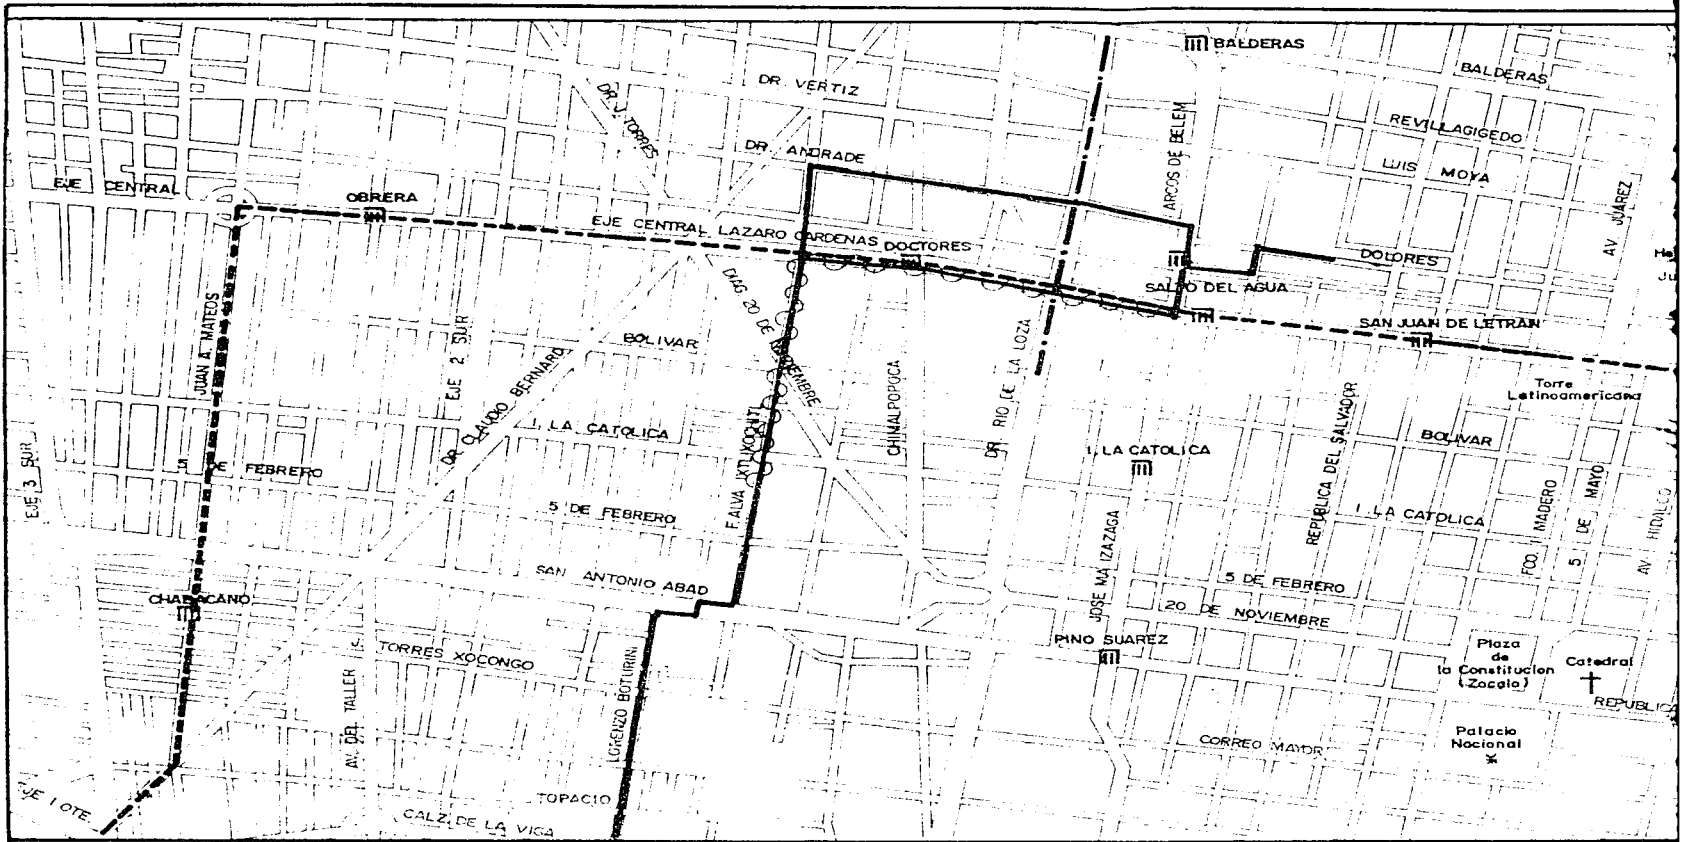 BALDERAS
BALDERAS
DR. VERTIZ
DR. J. TORRES
REVILLAGIGEDO
ARCOS DE BELEM
DR. ANDRADE
LUIS MOYA
EJE CENTRAL
OBRERA
AV JUAREZ
EJE CENTRAL LAZARO CARDENAS
DOCTORES
DOLORES
SALTO DEL AGUA
DIAG. 20 DE NOVIEMBRE
JUAN A. MATEOS
EJE 2 SUR
BOLIVAR
SAN JUAN DE LETRAN
DR. RIO DE LA LOZA
Torre
Latinoamericana
DR. CLAUDIO BERNARD
CHIMALPOPOCA
I. LA CATOLICA
REPUBLICA DEL SALVADOR
BOLIVAR
I. LA CATOLICA
EJE 3 SUR
5 DE FEBRERO
5 DE FEBRERO
F. ALVA IXTLIXOCHITL
I LA CATOLICA
FCO. I MADERO
5 DE MAYO
AV HIDALGO
JOSE MA IZAZAGA
SAN ANTONIO ABAD
5 DE FEBRERO
20 DE NOVIEMBRE
CHABACANO
PINO SUAREZ
TORRES XOCONGO
Plaza
de
la Constitucion
(Zocalo)
Catedral
REPUBLICA
AV. DEL TALLER
LORENZO BOTURINI
Palacio
Nacional
CORREO MAYOR
EJE 1 OTE.
TOPACIO
CALZ. DE LA VIGA